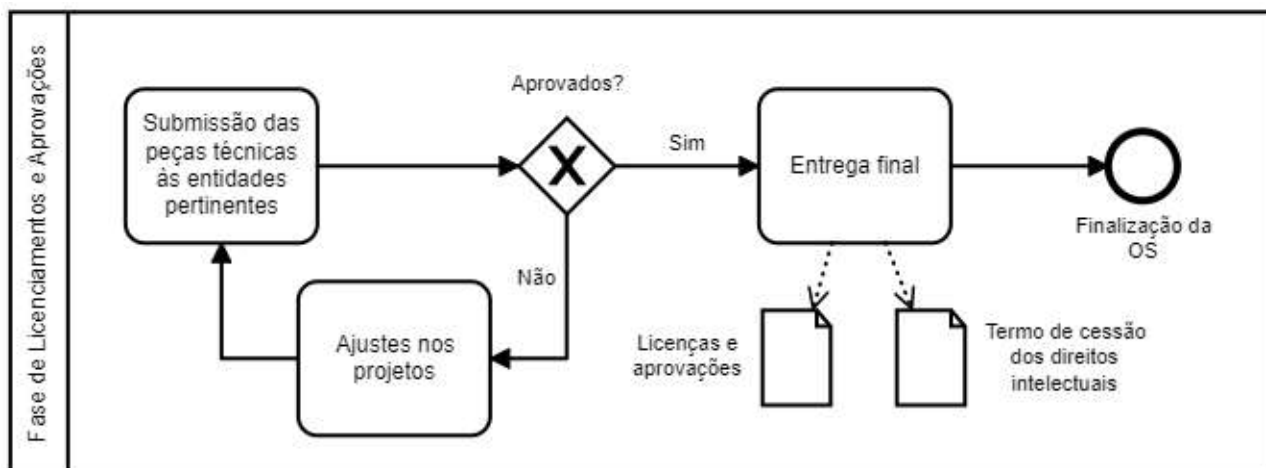 Fase de Licenciamentos e Aprovações
Submissão das
peças técnicas
às entidades
pertinentes
Aprovados?
Sim
Não
Ajustes nos
projetos
Entrega final
Finalização da
OS
Licenças e
aprovações
Termo de cessão
dos direitos
intelectuais